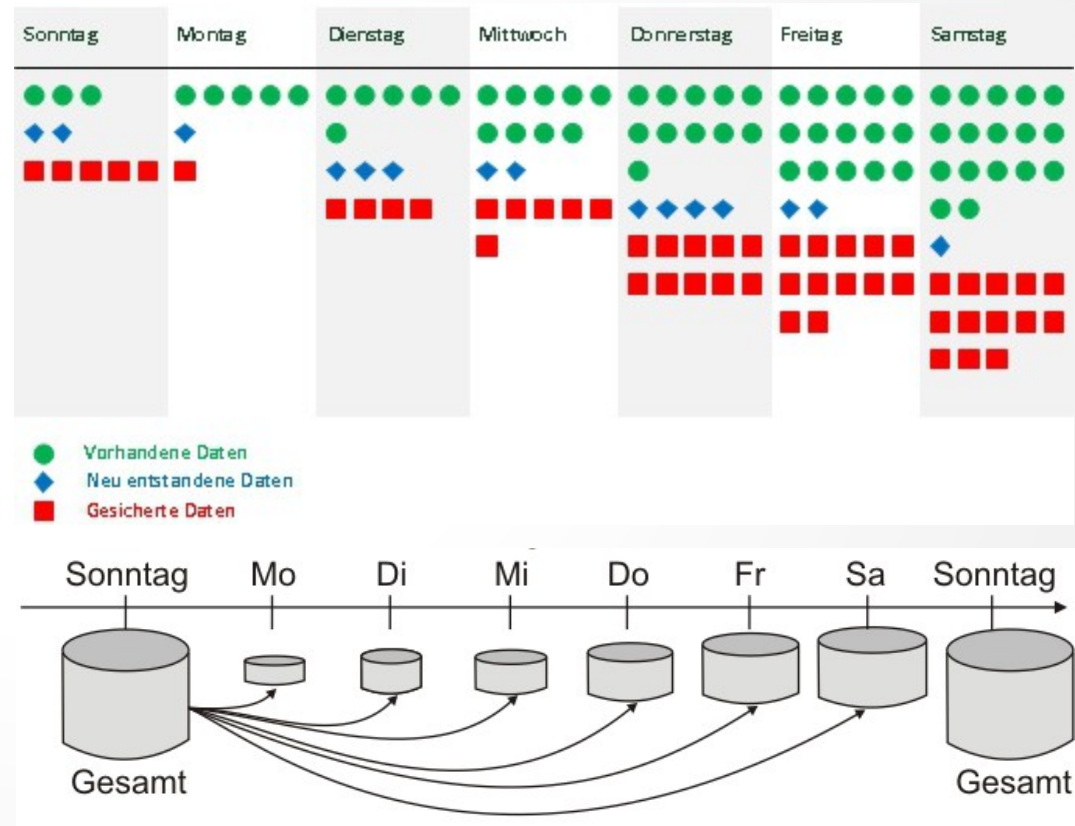 Sonntag Montag Dienstag Mittwoch Donnerstag Freitag Samstag
Vorhandene Daten
Neu entstandene Daten
Gesicherte Daten
Sonntag Mo Di Mi Do Fr Sa Sonntag
Gesamt Gesamt